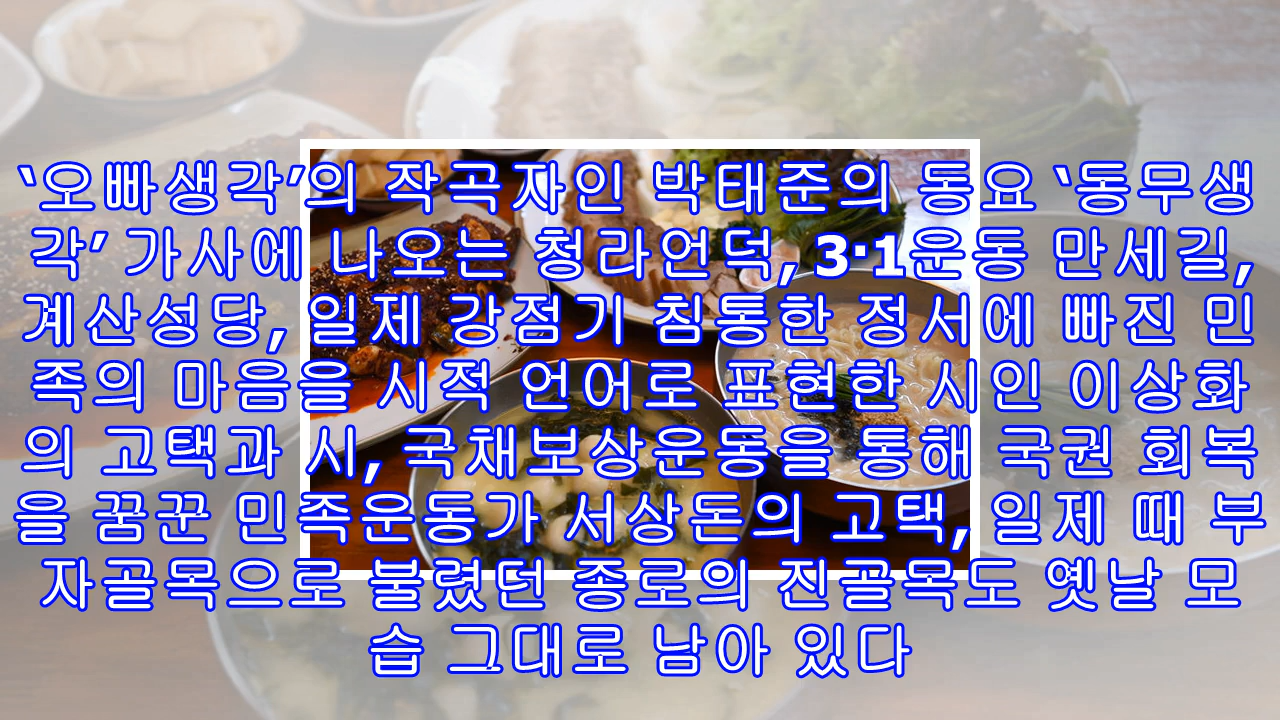 ‘오빠생각’의 작곡자인 박태준의 동요 ‘동무생
각’ 가사에 나오는 청라언덕, 3·1운동 만세길,
계산성당, 일제 강점기 침통한 정서에 빠진 민
족의 마음을 시적 언어로 표현한 시인 이상화
의 고택과 시, 국채보상운동을 통해 국권 회복
을 꿈꾼 민족운동가 서상돈의 고택, 일제 때 부
자골목으로 불렸던 종로의 진골목도 옛날 모
습 그대로 남아 있다